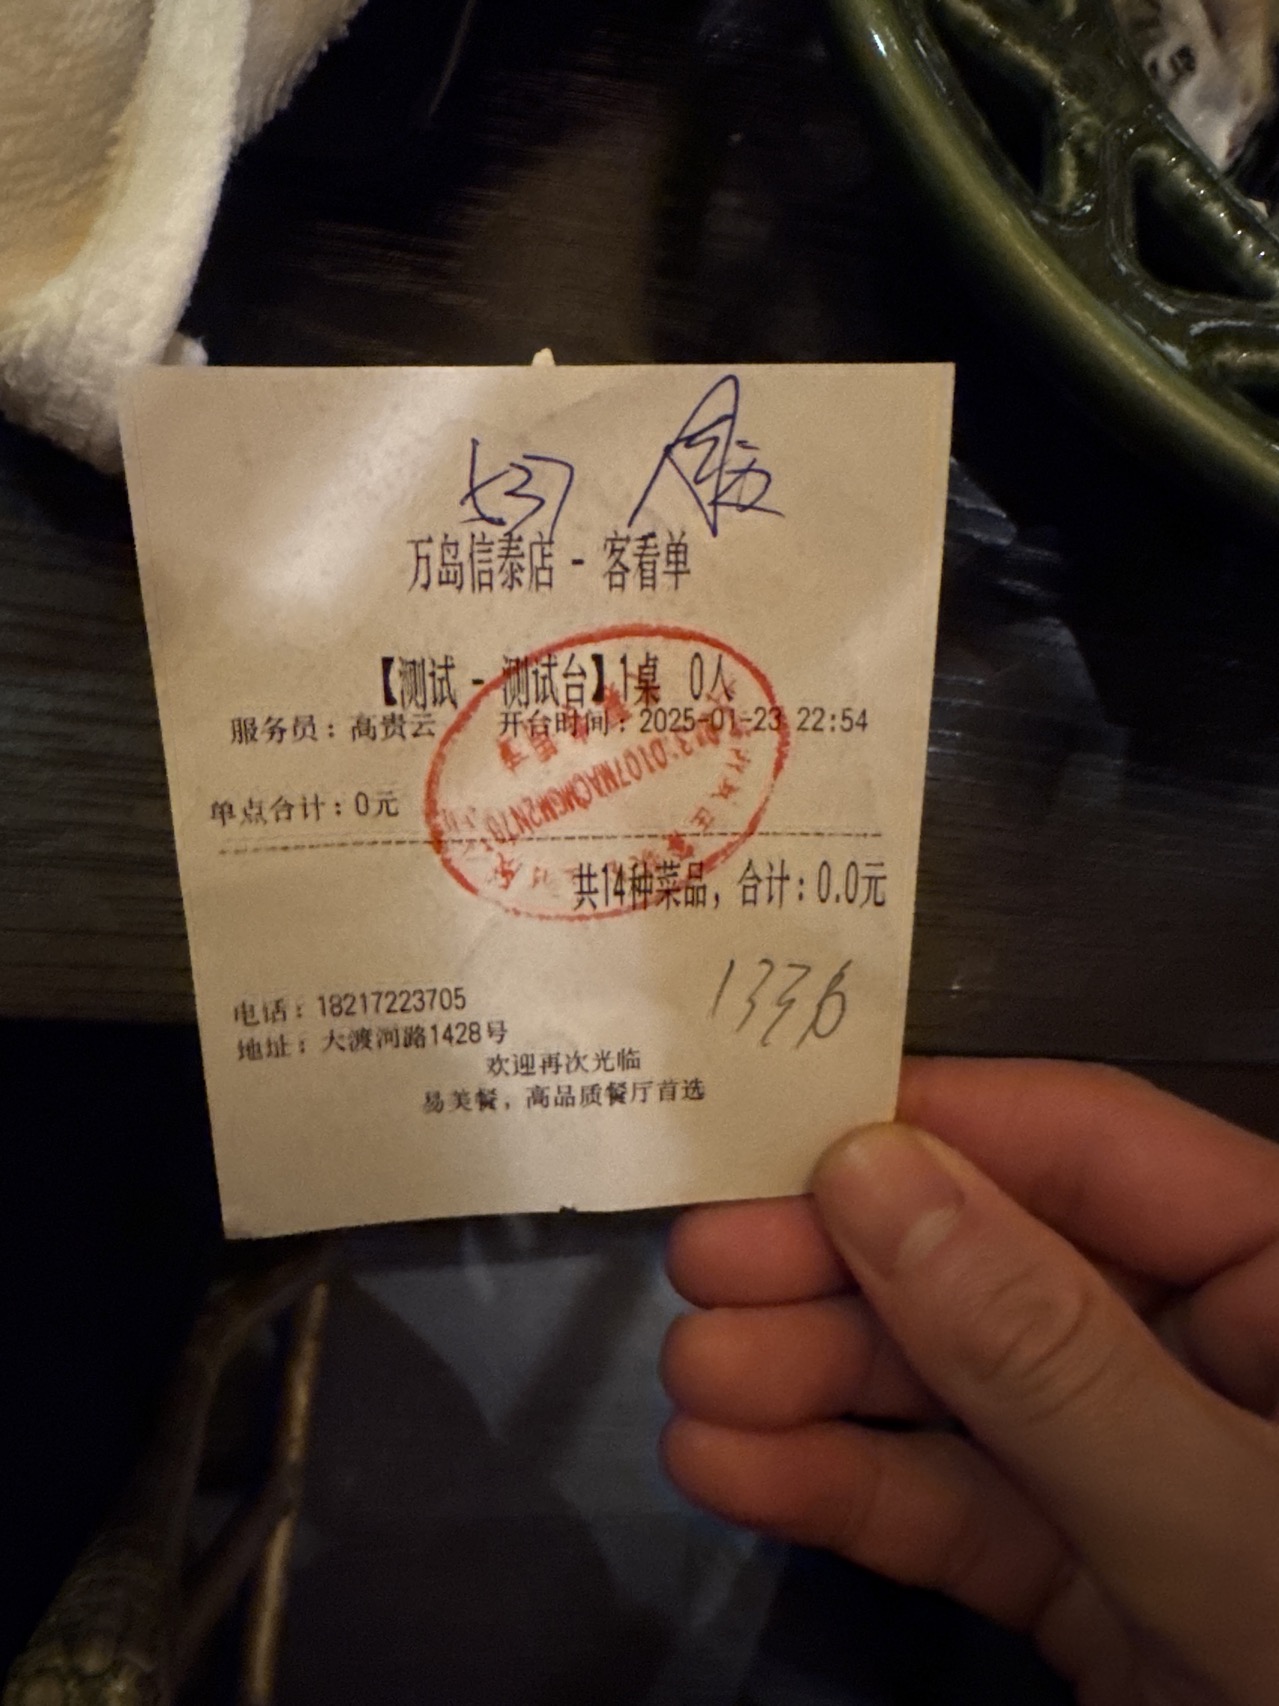 万岛信泰店 - 客看单
【测试 - 测试台】1桌 0人
服务员：高贵云 开台时间：2025-01-23 22:54
单点合计：0元
共14种菜品，合计：0.0元
1336
电话：18217223705
地址：大渡河路1428号
欢迎再次光临
易美餐，高品质餐厅首选